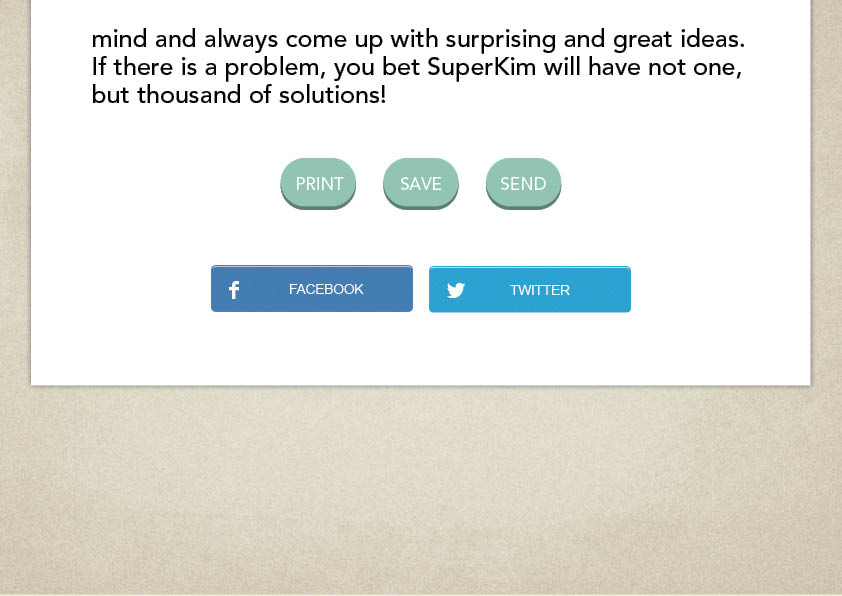 mind and always come up with surprising and great ideas.
If there is a problem, you bet SuperKim will have not one,
but thousand of solutions!
PRINT SAVE SEND
FACEBOOK TWITTER